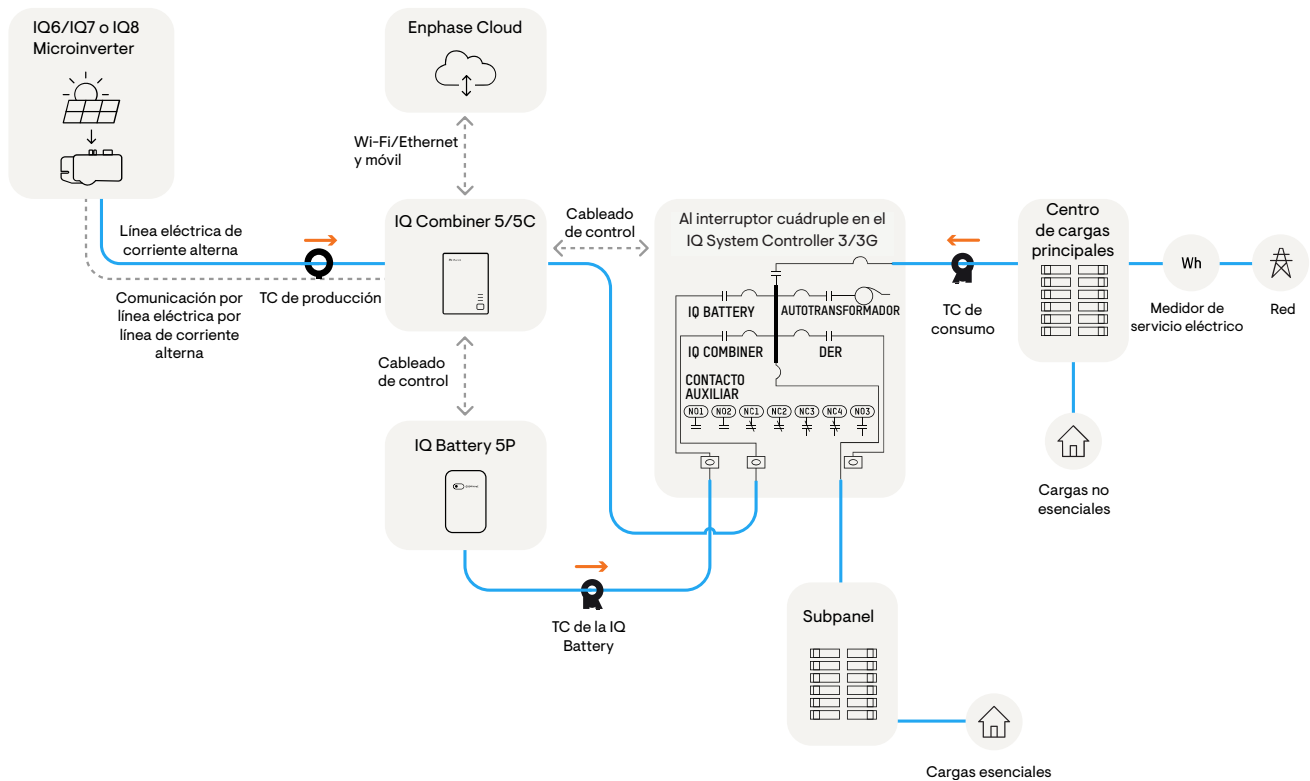 IQ6/IQ7 o IQ8
Microinverter
Enphase Cloud
Wi-Fi/Ethernet
y móvil
Línea eléctrica de
corriente alterna
TC de producción
Comunicación por
línea eléctrica por
línea de corriente
alterna
IQ Combiner 5/5C
Cableado
de control
Cableado
de control
IQ Battery 5P
TC de la IQ
Battery
Al interruptor cuádruple en el
IQ System Controller 3/3G
IQ BATTERY
AUTOTRANSFORMADOR
IQ COMBINER
DER
CONTACTO
AUXILIAR
NO1 NO2 NC1 NC2 NC3 NC4 NO3
TC de
consumo
Centro
de cargas
principales
Wh
Medidor de
servicio eléctrico
Red
Cargas no
esenciales
Subpanel
Cargas esenciales